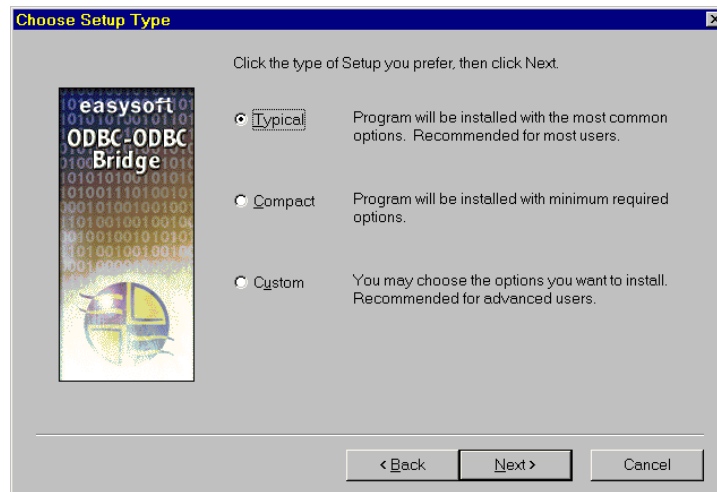 Choose Setup Type
Click the type of Setup you prefer, then click Next.
easysoft
ODBC-ODBC
Bridge
Typical
Program will be installed with the most common
options. Recommended for most users.
Compact
Program will be installed with minimum required
options.
Custom
You may choose the options you want to install.
Recommended for advanced users.
< Back
Next >
Cancel